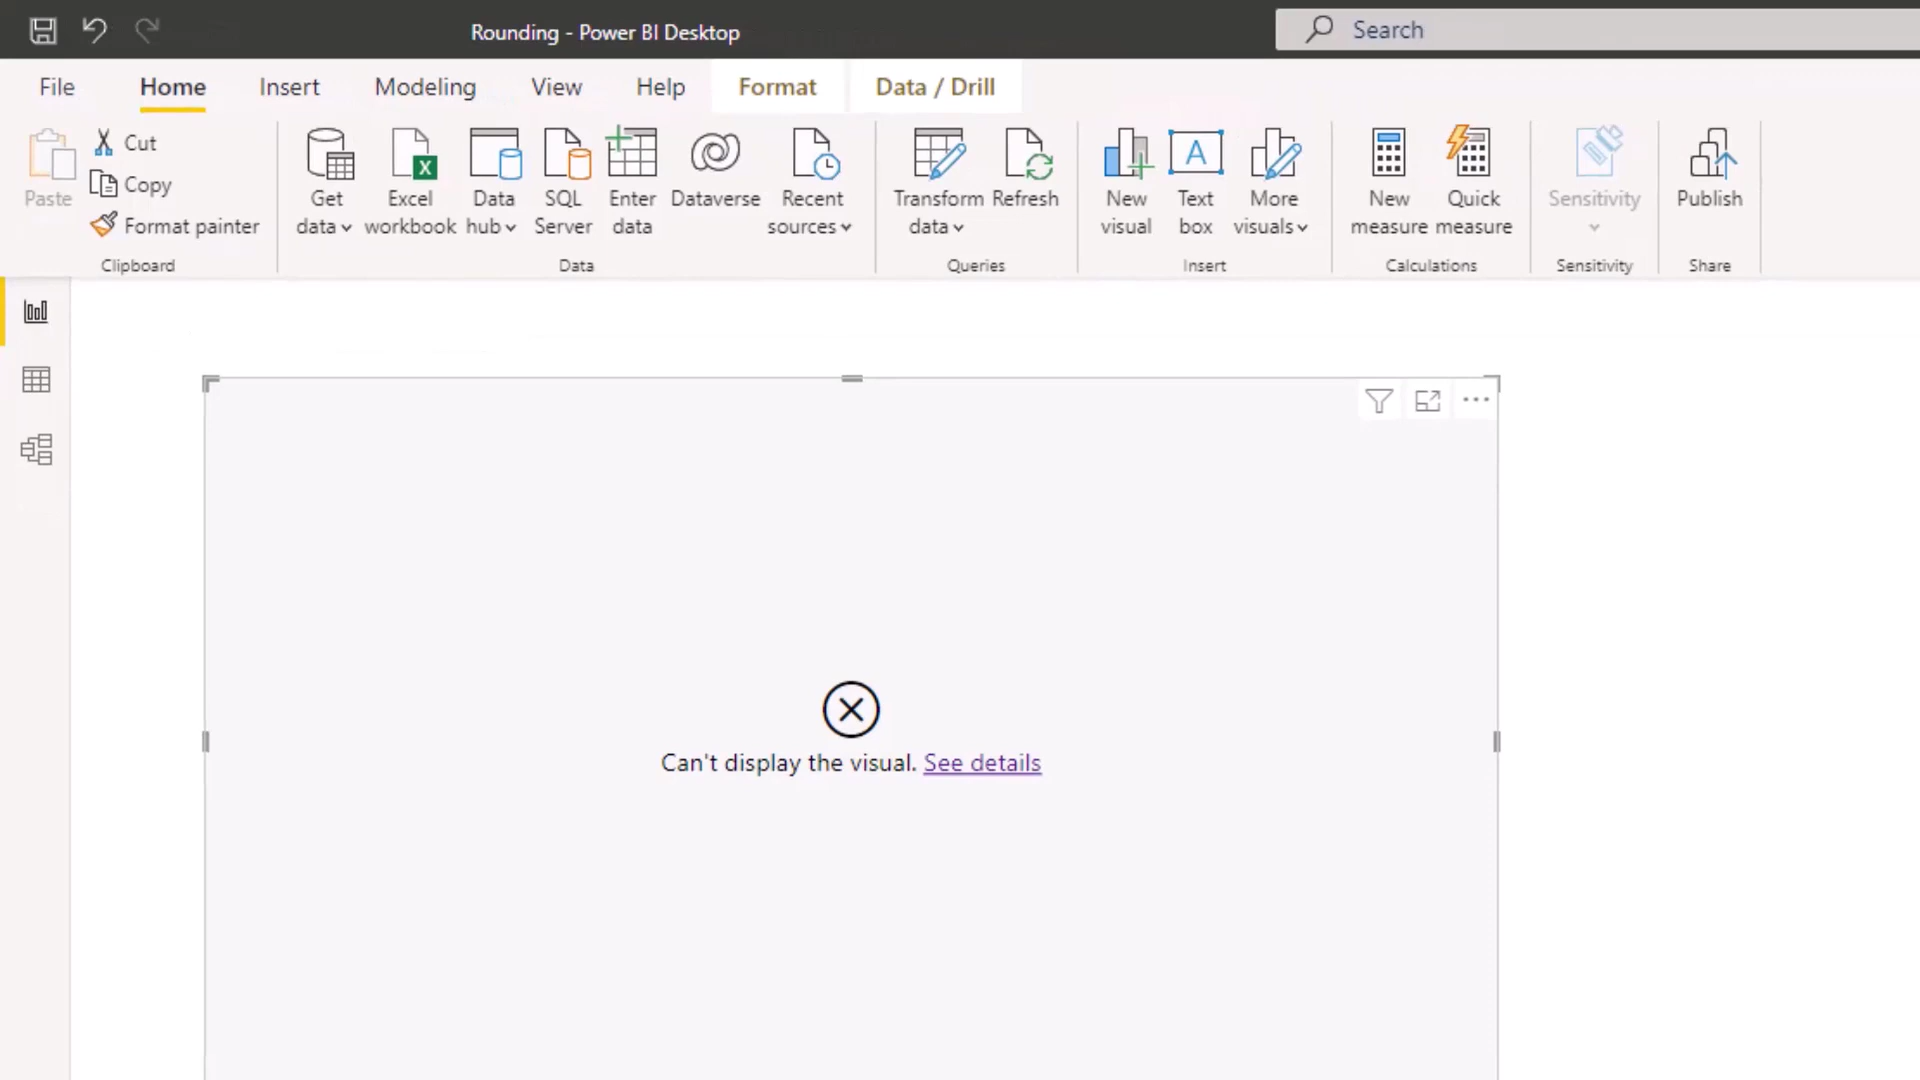 Rounding - Power BI Desktop
Search
File
Home
Insert
Modeling
View
Help
Format
Data / Drill
Paste
Cut
Copy
Format painter
Clipboard
Get
data
Excel
workbook
Data
hub
SQL
Server
Enter
data
Dataverse
Recent
sources
Data
Transform
data
Refresh
Queries
New
visual
A
Text
box
More
visuals
Insert
New
measure
Quick
measure
Calculations
Sensitivity
Sensitivity
Publish
Share
Can't display the visual. See details